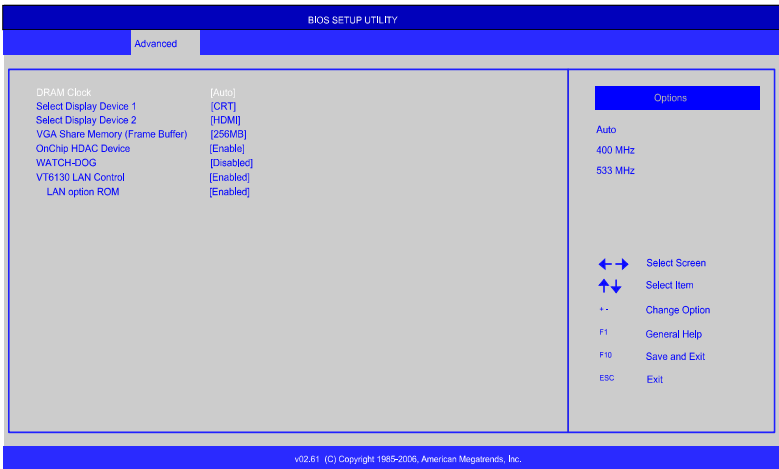 BIOS SETUP UTILITY
Advanced
DRAM Clock [Auto]
Select Display Device 1 [CRT]
Select Display Device 2 [HDMI]
VGA Share Memory (Frame Buffer) [256MB]
OnChip HDAC Device [Enable]
WATCH-DOG [Disabled]
VT6130 LAN Control [Enabled]
LAN option ROM [Enabled]
Options
Auto
400 MHz
533 MHz
Select Screen
Select Item
+ - Change Option
F1 General Help
F10 Save and Exit
ESC Exit
v02.61 (C) Copyright 1985-2006, American Megatrends, Inc.